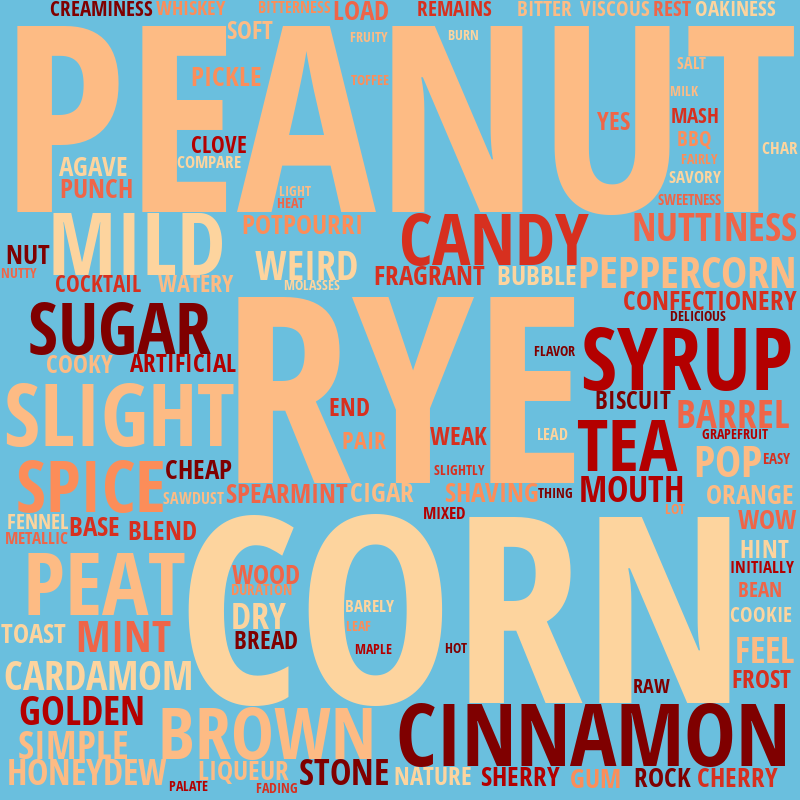 CREAMINESS WHISKEY BITTERNESS LOAD REMAINS BITTER VISCOUS REST OAKINESS
SOFT FRUITY BURN
PEANUT
PICKLE TOFFEE SALT
MILK
YES MASH
CLOVE BBQ CHAR
AGAVE COMPARE FAIRLY
PUNCH LIGHT SAVORY
HEAT SWEETNESS
MILD POTPOURRI CANDY NUTTINESS
NUT WEIRD
NUTTY COCKTAIL WATERY MOLASSES FRAGRANT BUBBLE PEPPERCORN
CONFECTIONERY
SUGAR DELICIOUS
RYE
COOKY ARTIFICIAL FLAVOR SYRUP
SLIGHT END BISCUIT
BARREL
PAIR WEAK LEAD TEA GRAPEFRUIT
SPICE CHEAP SLIGHTLY POP EASY
SAWDUST SPEARMINT CIGAR SHAVING THING MOUTH ORANGE
FENNEL BASE BLEND MIXED LOT WOW
METALLIC
CORN
HINT
PEAT WOOD INITIALLY
DURATION BEAN
DRY BARELY COOKIE
TOAST MINT BREAD
MAPLE HOT FEEL
CARDAMOM RAW FROST
GOLDEN BROWN CINNAMON
SIMPLE
HONEYDEW LIQUEUR STONE NATURE SHERRY GUM ROCK CHERRY
PALATE FADING